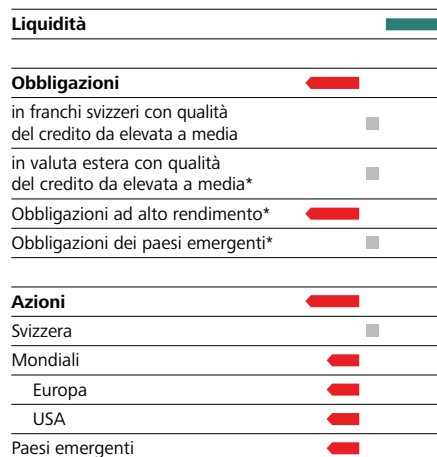 Liquidità
Obbligazioni
in franchi svizzeri con qualità
del credito da elevata a media
in valuta estera con qualità
del credito da elevata a media*
Obbligazioni ad alto rendimento*
Obbligazioni dei paesi emergenti*
Azioni
Svizzera
Mondiali
Europa
USA
Paesi emergenti